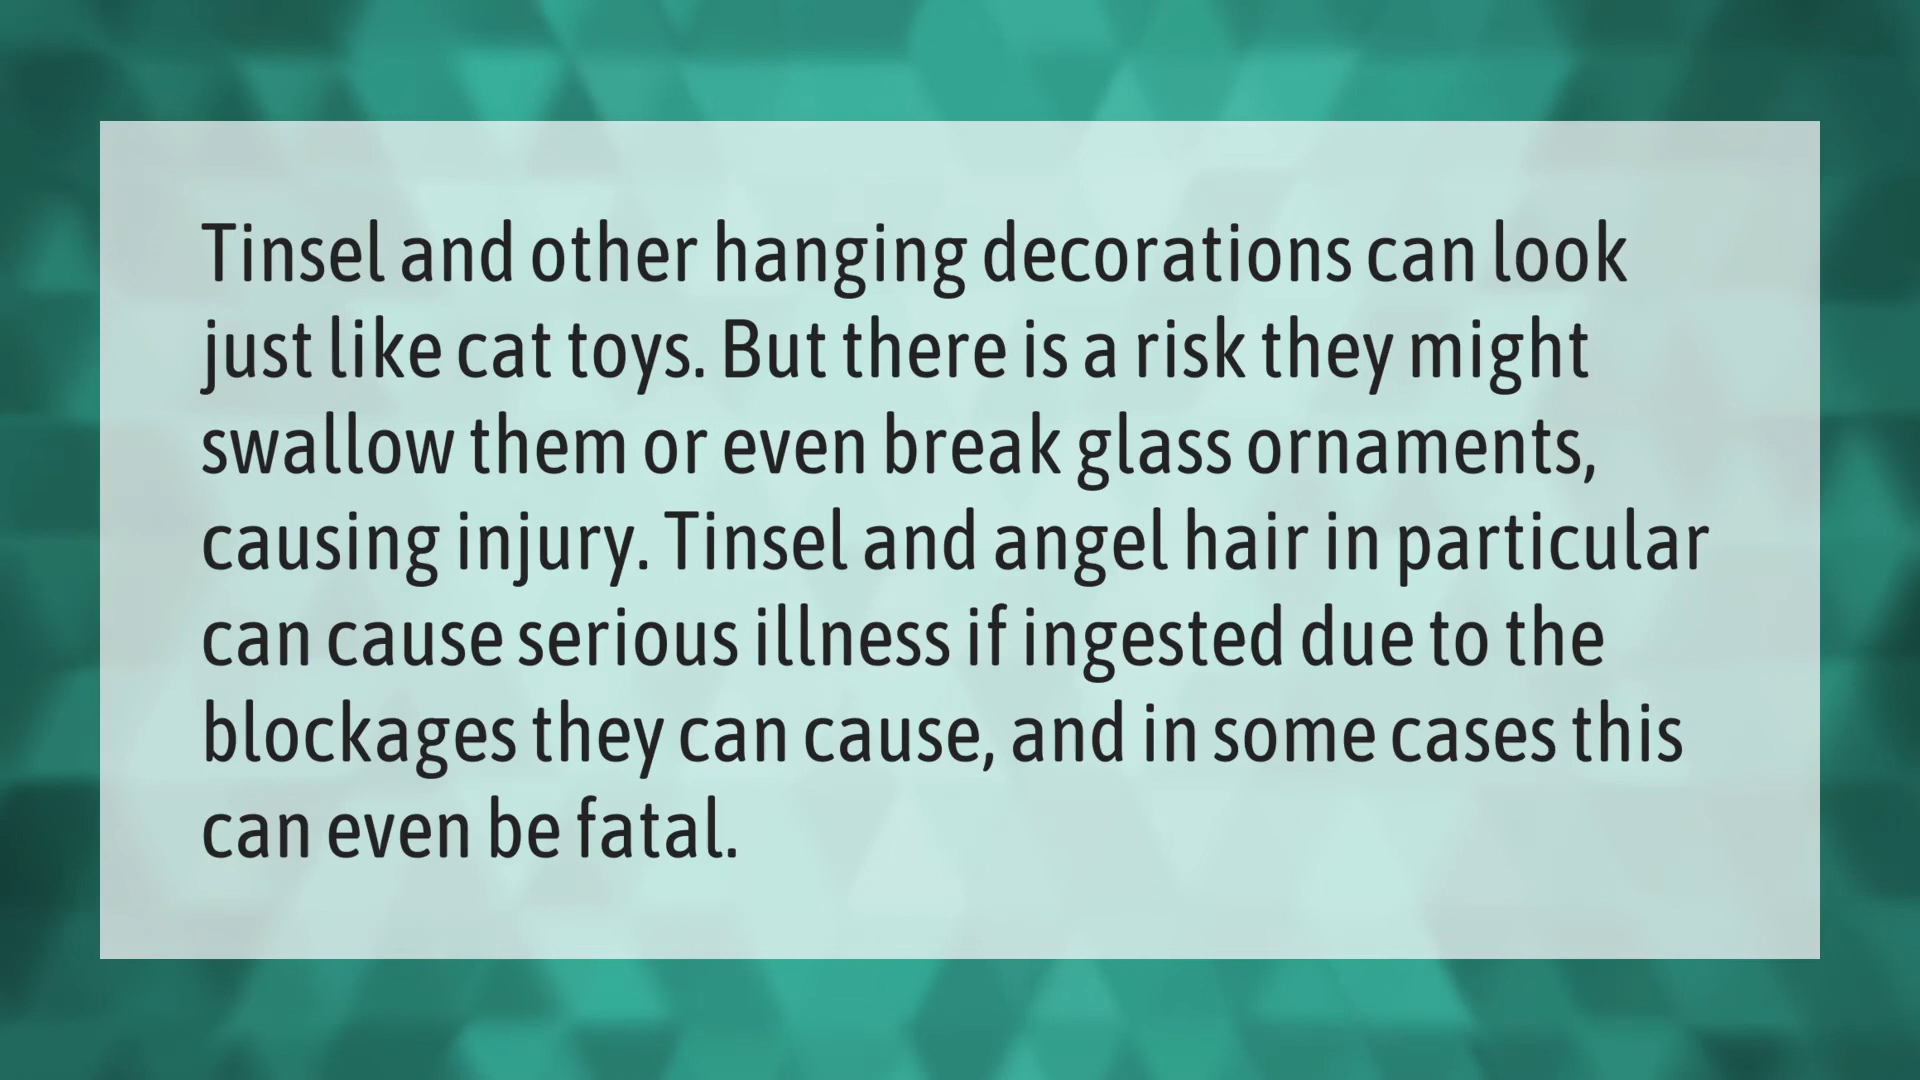 Tinsel and other hanging decorations can look
just like cat toys. But there is a risk they might
swallow them or even break glass ornaments,
causing injury. Tinsel and angel hair in particular
can cause serious illness if ingested due to the
blockages they can cause, and in some cases this
can even be fatal.